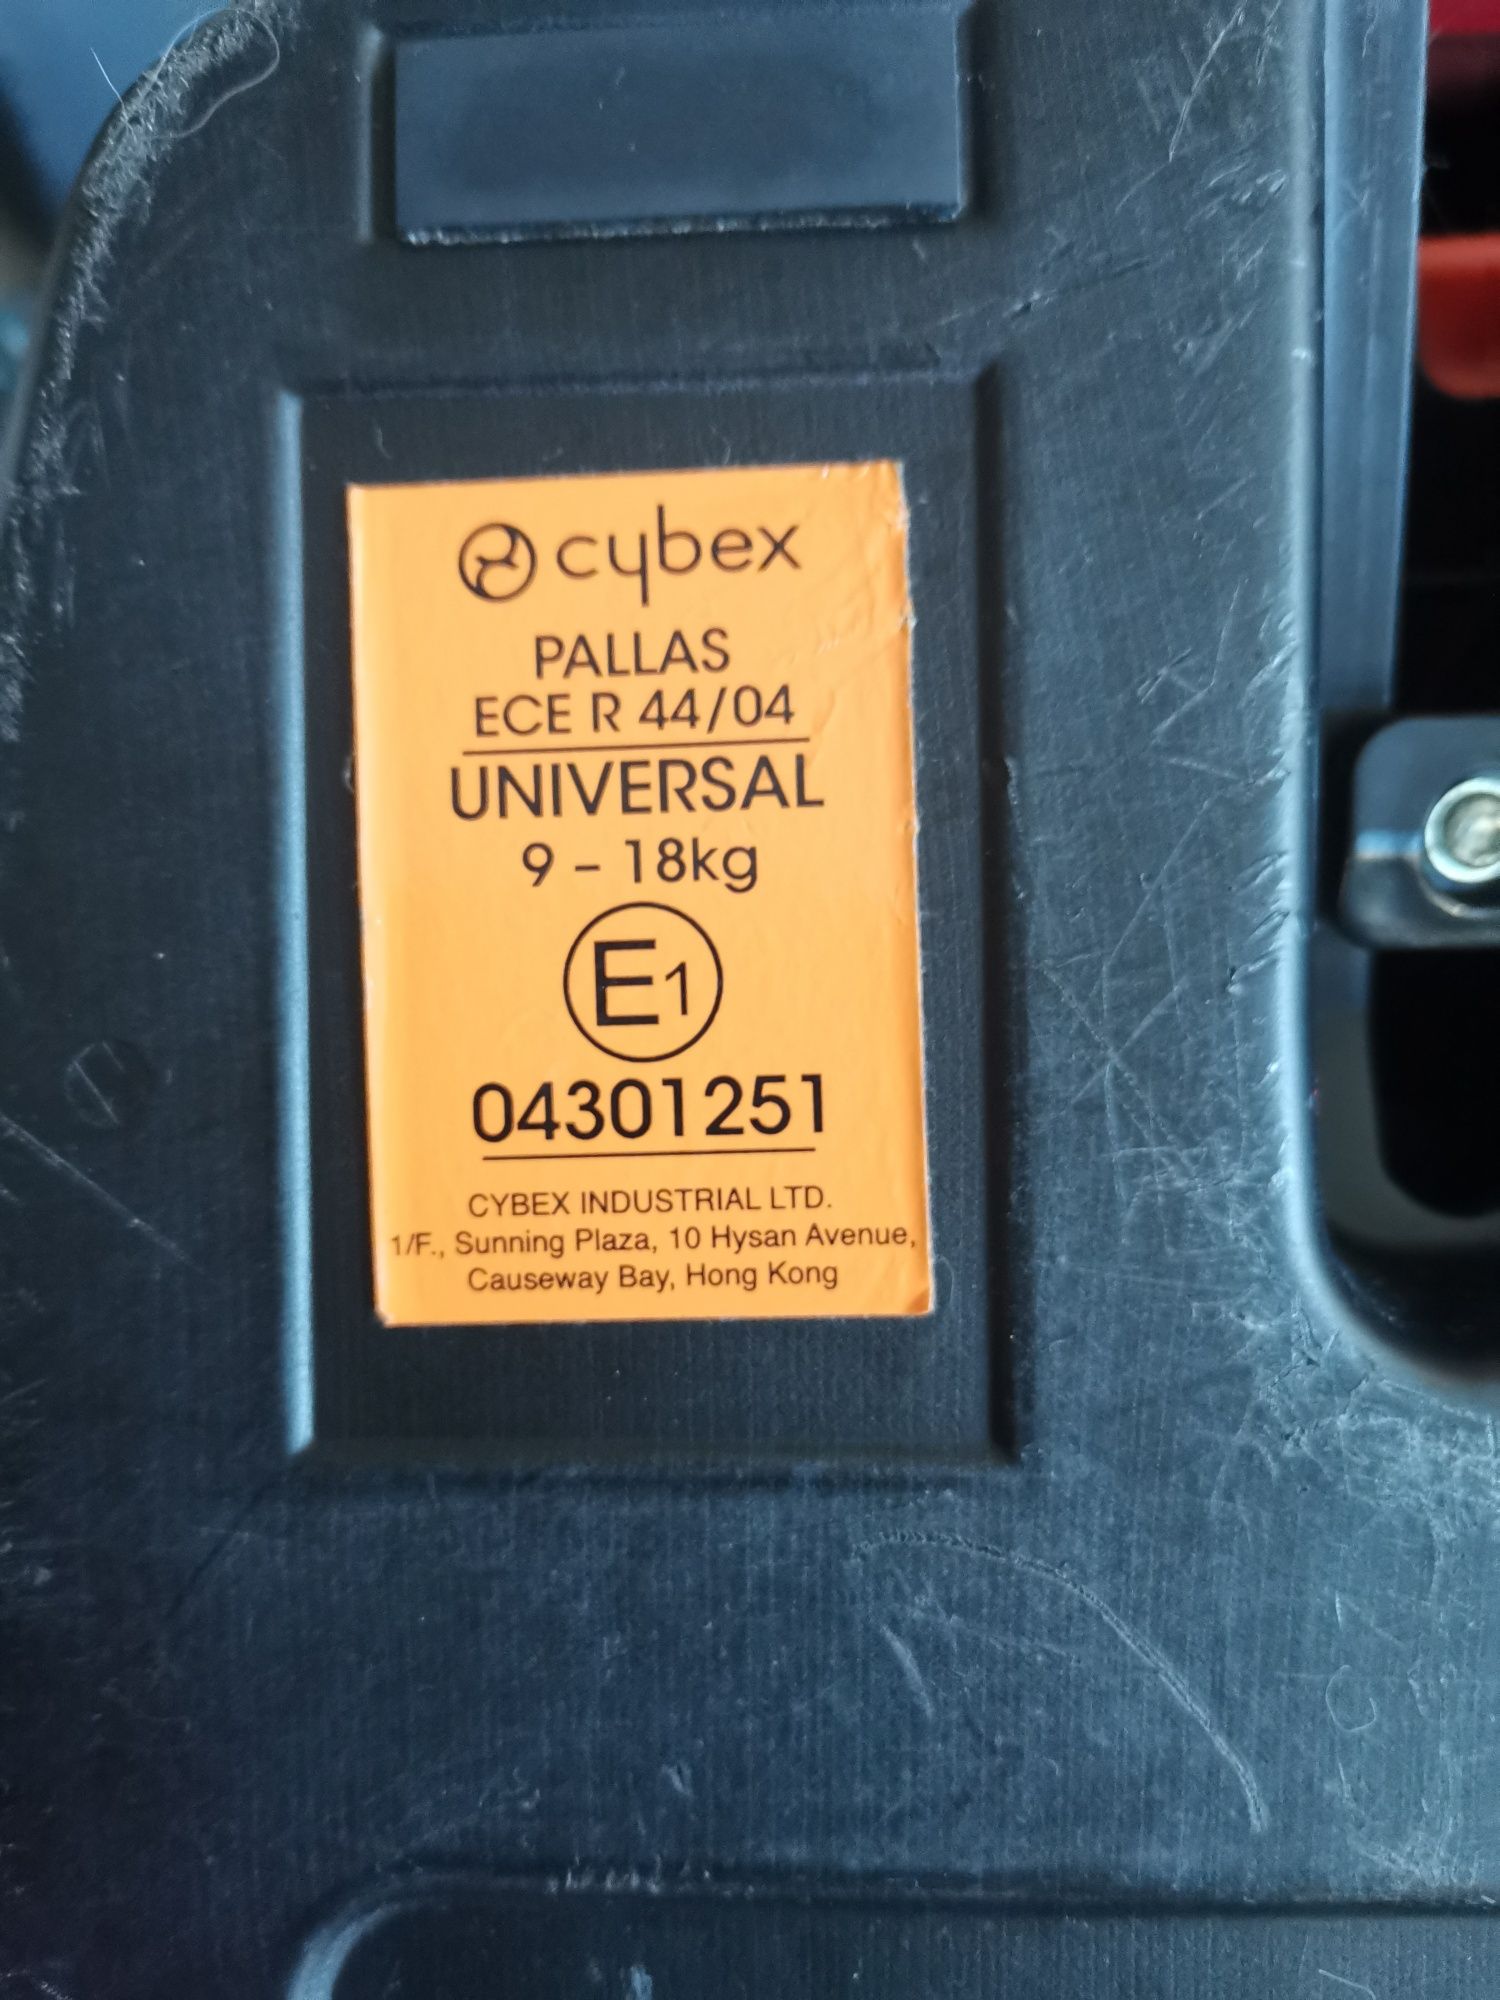 cybex
PALLAS
ECE R 44/04
UNIVERSAL
9 - 18kg
E1
04301251
CYBEX INDUSTRIAL LTD.
1/F., Sunning Plaza, 10 Hysan Avenue,
Causeway Bay, Hong Kong